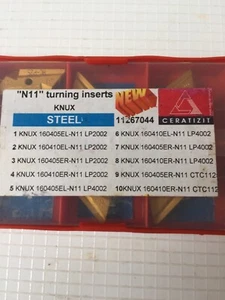 "N11" turning inserts
KNUX
NEW
STEEL
11267044
CERATIZIT
1 KNUX 160405EL-N11 LP2002
2 KNUX 160410EL-N11 LP2002
3 KNUX 160405ER-N11 LP2002
4 KNUX 160410ER-N11 LP2002
5 KNUX 160405EL-N11 LP4002
6 KNUX 160410EL-N11 LP4002
7 KNUX 160405ER-N11 LP4002
8 KNUX 160410ER-N11 LP4002
9 KNUX 160405ER-N11 CTC112
10 KNUX 160410ER-N11 CTC11